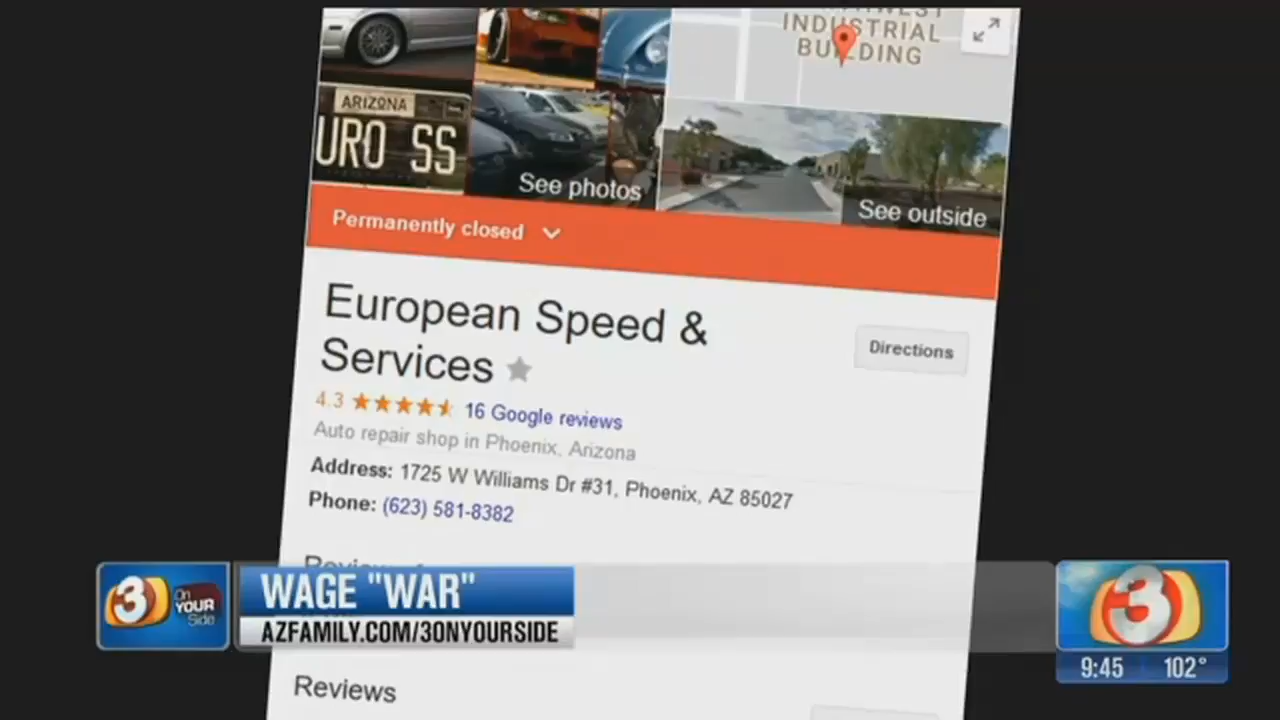 INDUSTRIAL
BUILDING
ARIZONA
URO SS
See photos
See outside
Permanently closed
European Speed &
Services
Directions
4.3
16 Google reviews
Auto repair shop in Phoenix, Arizona
Address: 1725 W Williams Dr #31, Phoenix, AZ 85027
Phone: (623) 581-8382
3 On YOUR Side
WAGE "WAR"
AZFAMILY.COM/3ONYOURSIDE
3
9:45 102°
Reviews